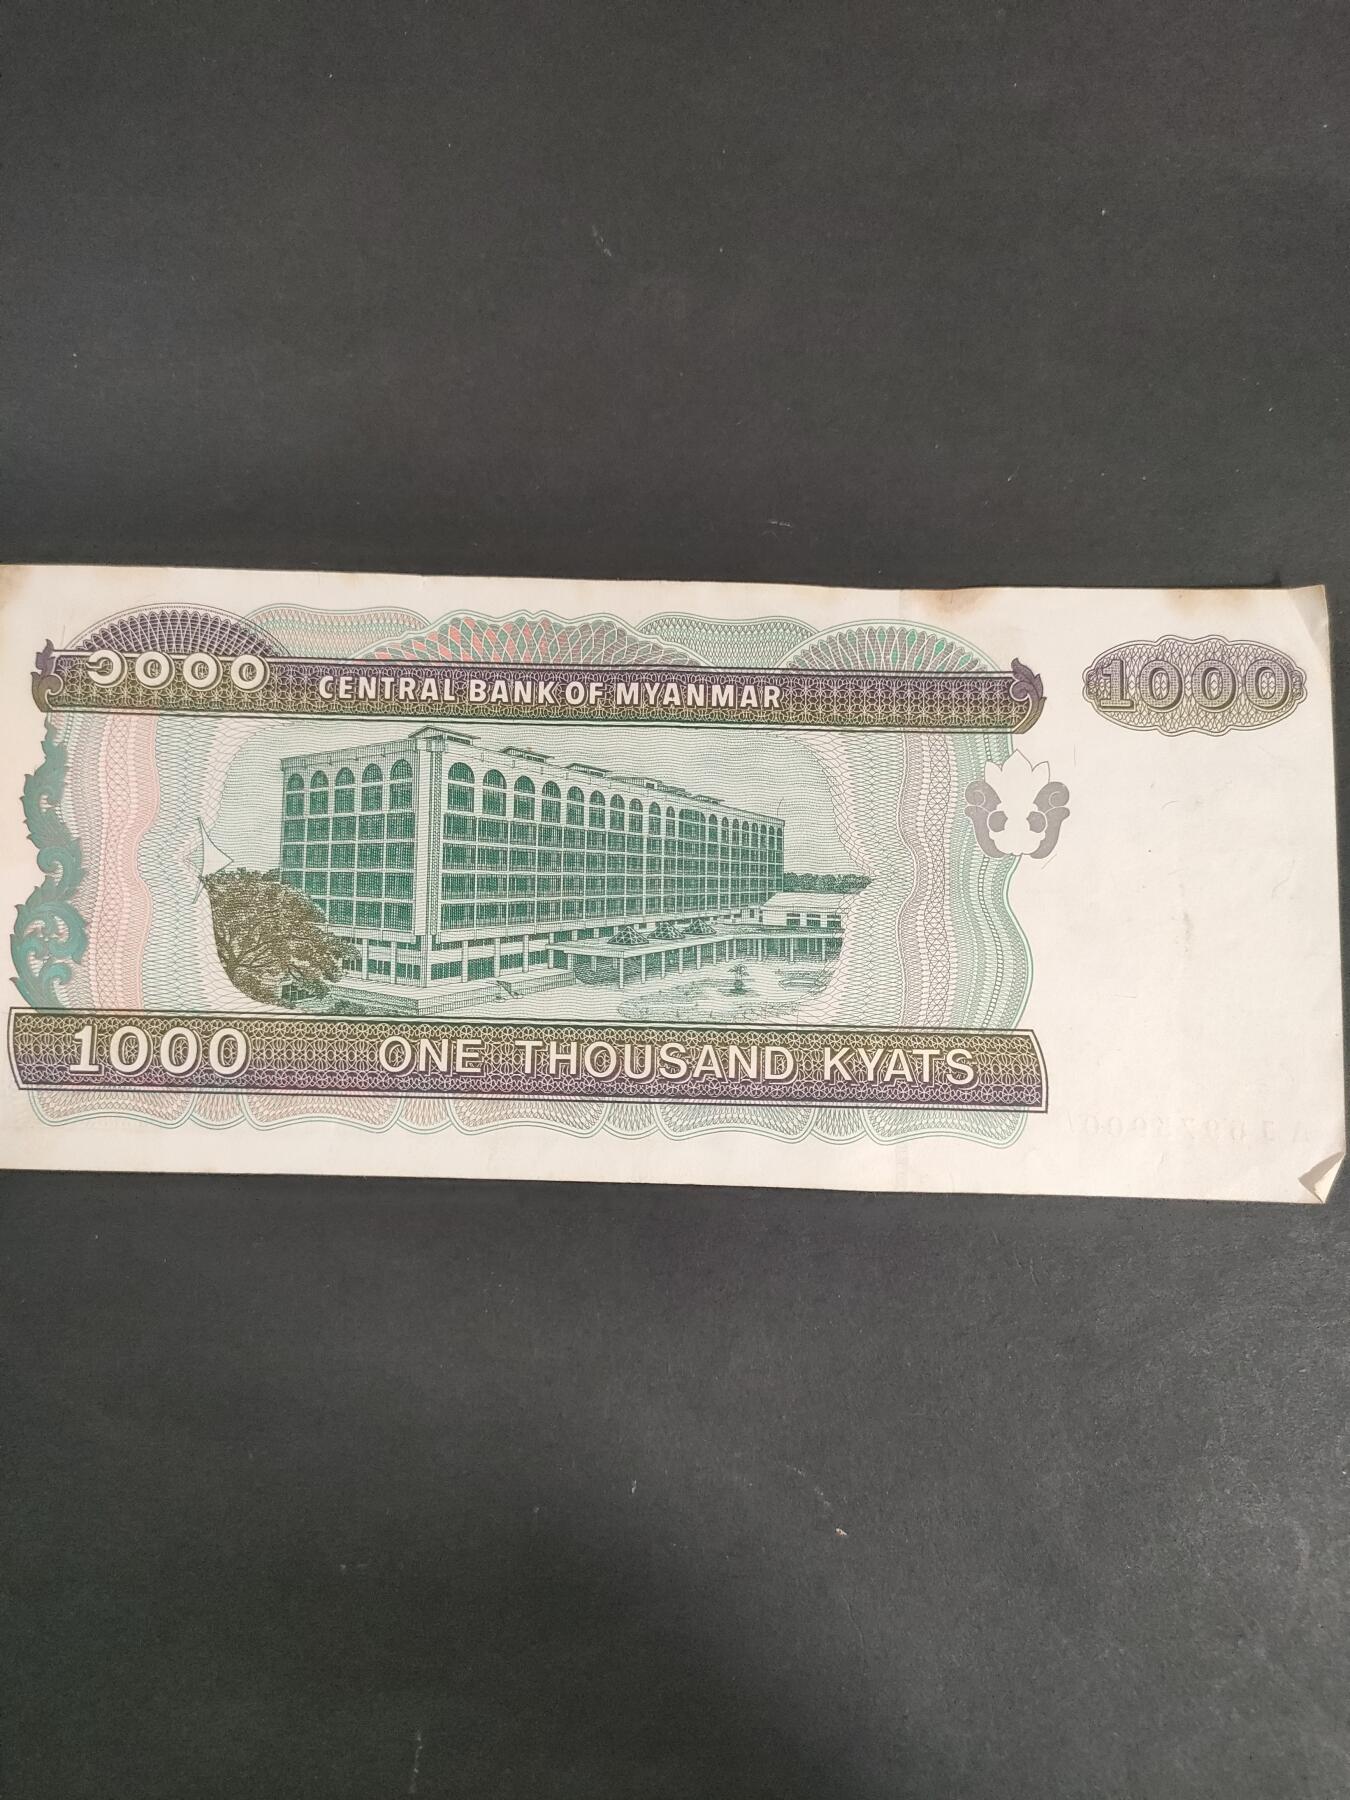 ၁၀၀၀ CENTRAL BANK OF MYANMAR
1000
1000 ONE THOUSAND KYATS